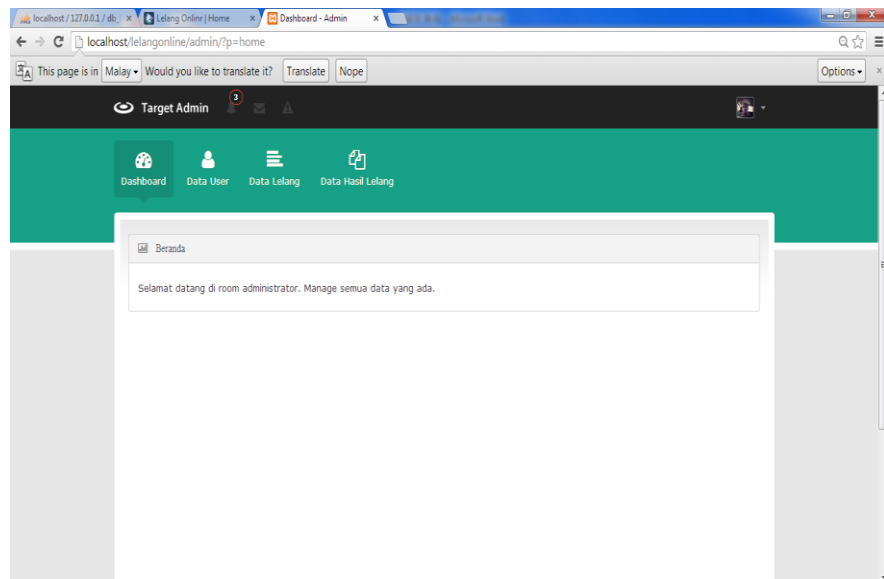 localhost / 127.0.0.1 / db_
Lelang Onlinr | Home
Dashboard - Admin
localhost/lelangonline/admin/?p=home
This page is in Malay Would you like to translate it? Translate Nope Options
Target Admin 3
Dashboard Data User Data Lelang Data Hasil Lelang
Beranda
Selamat datang di room administrator. Manage semua data yang ada.